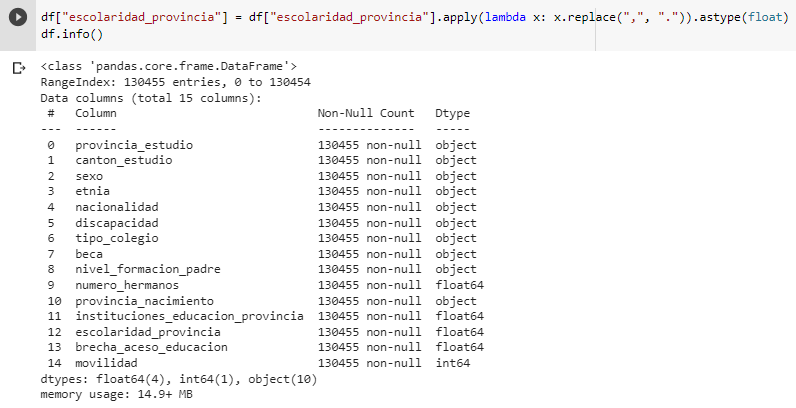 df["escolaridad_provincia"] = df["escolaridad_provincia"].apply(lambda x: x.replace(",", ".")).astype(float)
df.info()
<class 'pandas.core.frame.DataFrame'>
RangeIndex: 130455 entries, 0 to 130454
Data columns (total 15 columns):
 #   Column                            Non-Null Count   Dtype
---  ------                            --------------   -----
 0   provincia_estudio                 130455 non-null  object
 1   canton_estudio                    130455 non-null  object
 2   sexo                              130455 non-null  object
 3   etnia                             130455 non-null  object
 4   nacionalidad                      130455 non-null  object
 5   discapacidad                      130455 non-null  object
 6   tipo_colegio                      130455 non-null  object
 7   beca                              130455 non-null  object
 8   nivel_formacion_padre             130455 non-null  object
 9   numero_hermanos                   130455 non-null  float64
 10  provincia_nacimiento              130455 non-null  object
 11  instituciones_educacion_provincia 130455 non-null  float64
 12  escolaridad_provincia             130455 non-null  float64
 13  brecha_aceso_educacion            130455 non-null  float64
 14  movilidad                         130455 non-null  int64
dtypes: float64(4), int64(1), object(10)
memory usage: 14.9+ MB